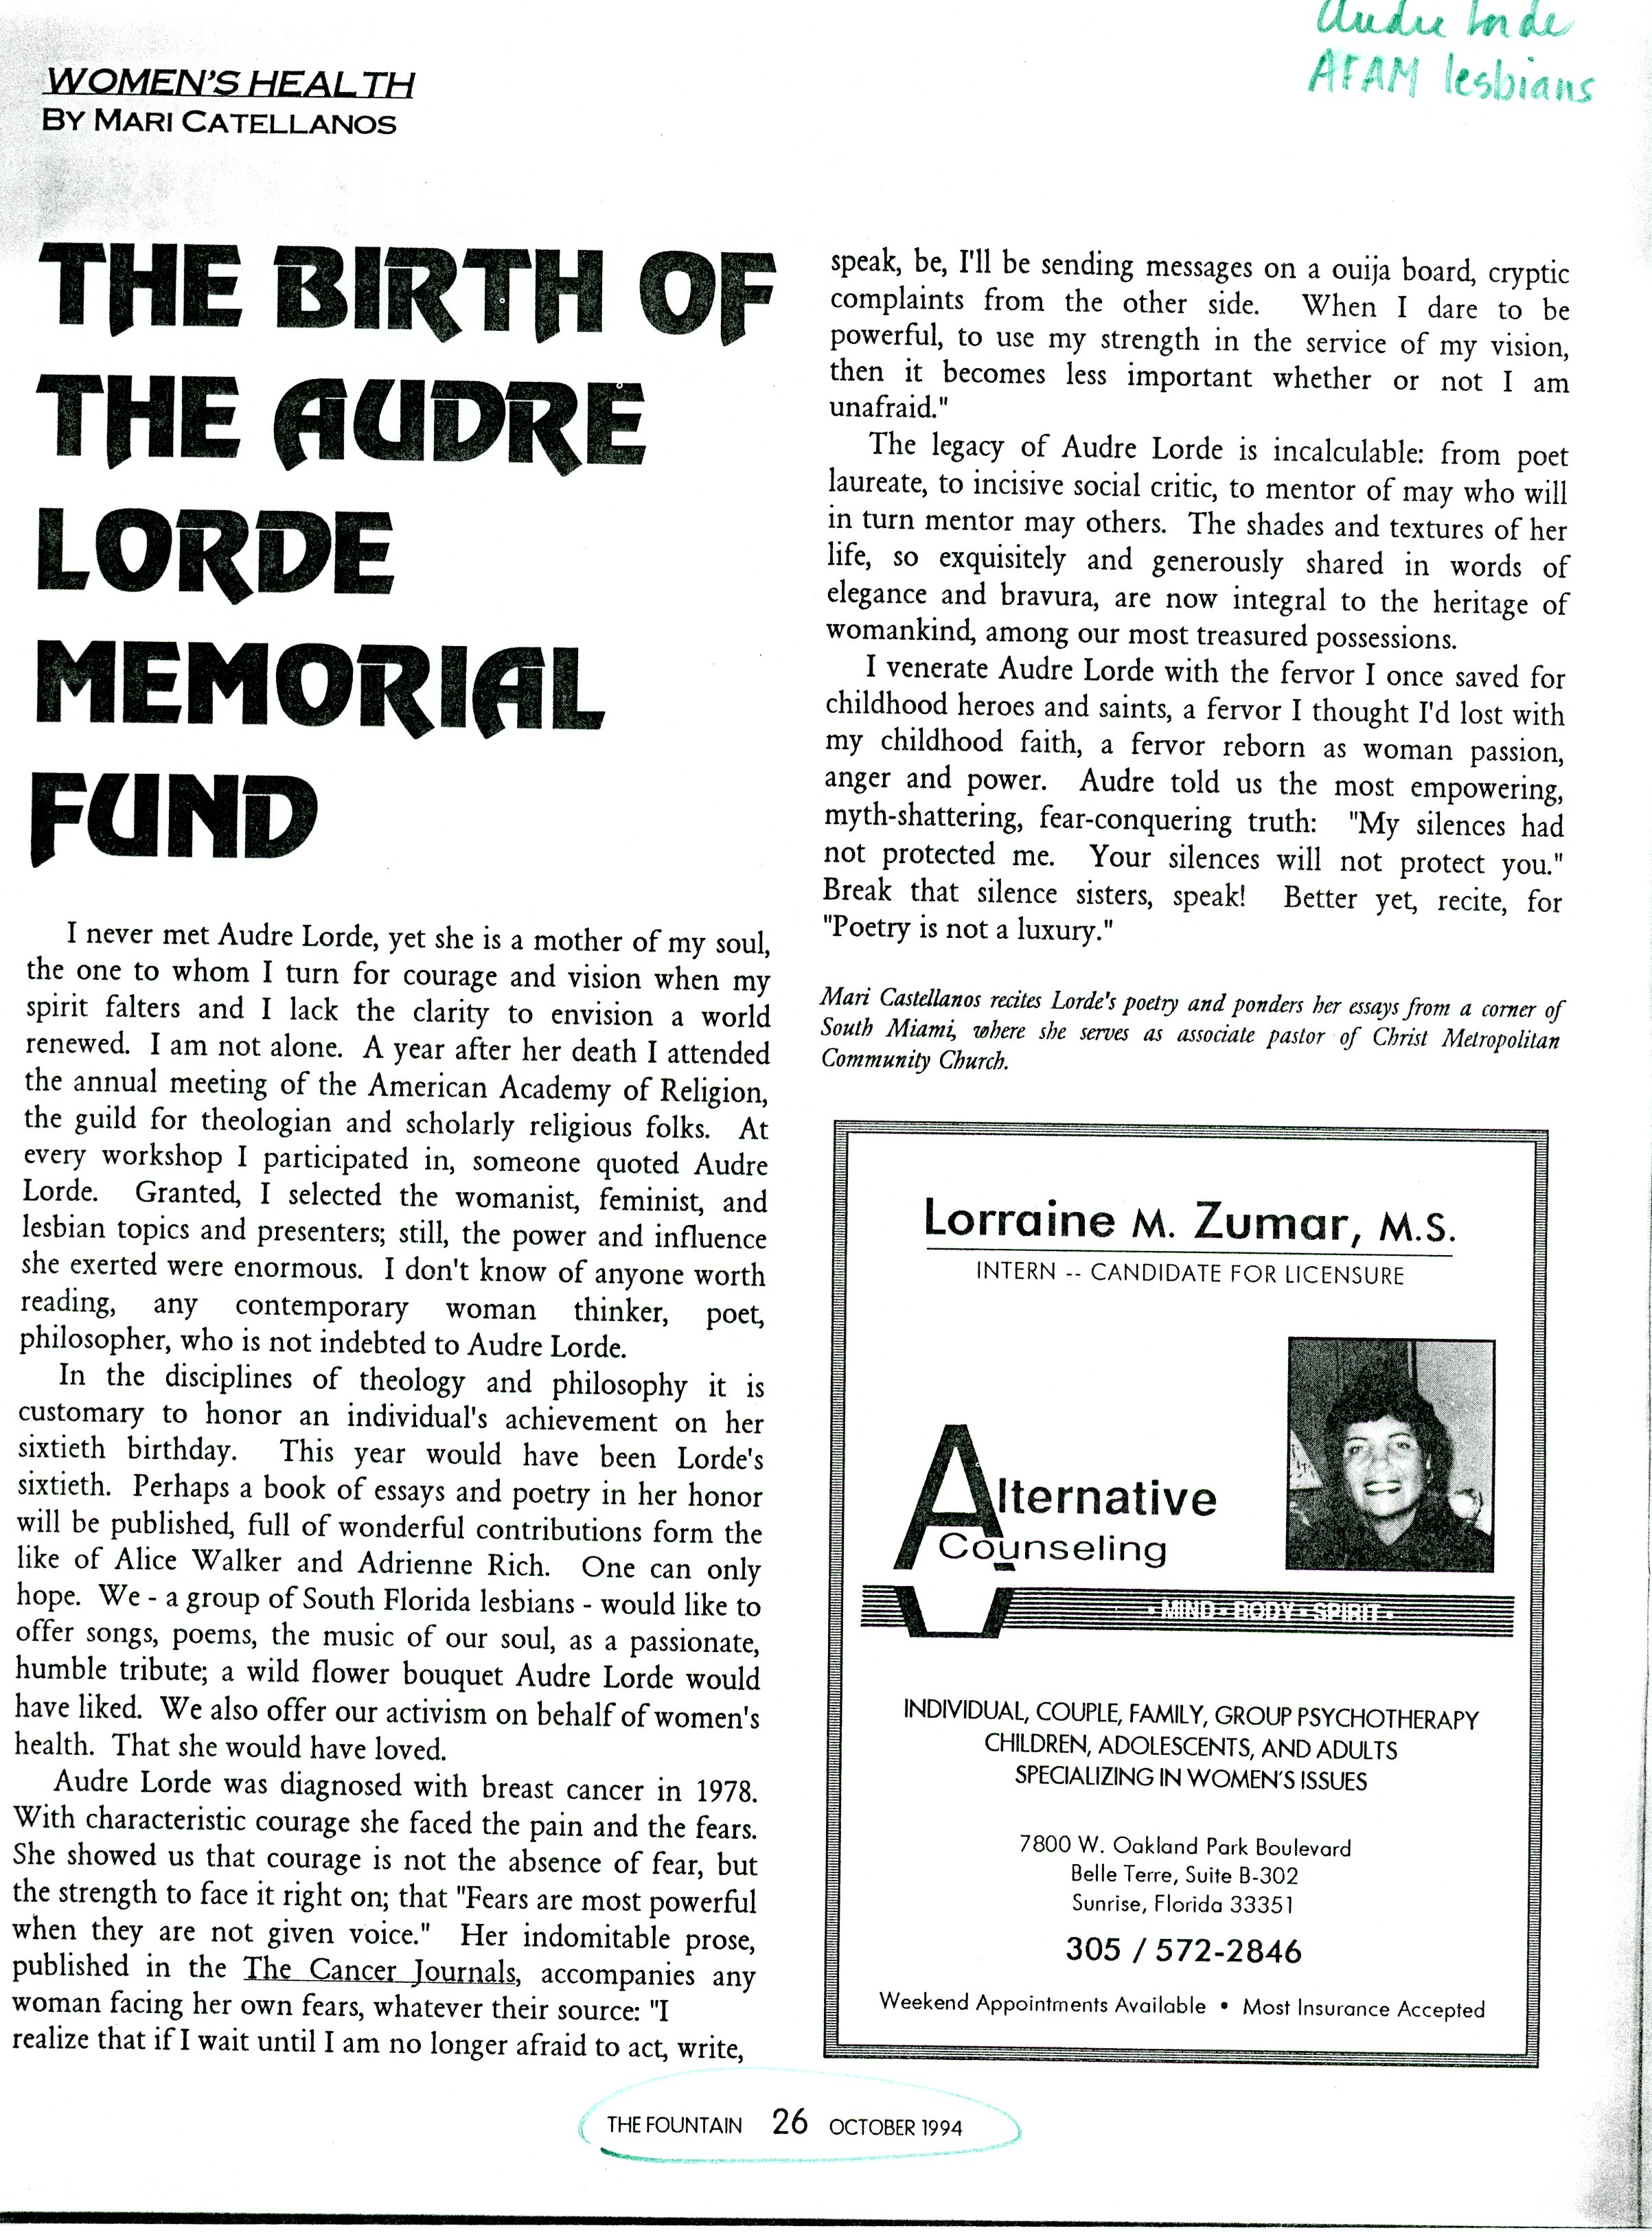 Audre Lorde
AFAM lesbians
WOMEN'S HEALTH
BY MARI CATELLANOS
THE BIRTH OF
THE AUDRE
LORDE
MEMORIAL
FUND
I never met Audre Lorde, yet she is a mother of my soul,
the one to whom I turn for courage and vision when my
spirit falters and I lack the clarity to envision a world
renewed. I am not alone. A year after her death I attended
the annual meeting of the American Academy of Religion,
the guild for theologian and scholarly religious folks. At
every workshop I participated in, someone quoted Audre
Lorde. Granted, I selected the womanist, feminist, and
lesbian topics and presenters; still, the power and influence
she exerted were enormous. I don't know of anyone worth
reading, any contemporary woman thinker, poet,
philosopher, who is not indebted to Audre Lorde.
In the disciplines of theology and philosophy it is
customary to honor an individual's achievement on her
sixtieth birthday. This year would have been Lorde's
sixtieth. Perhaps a book of essays and poetry in her honor
will be published, full of wonderful contributions form the
like of Alice Walker and Adrienne Rich. One can only
hope. We - a group of South Florida lesbians - would like to
offer songs, poems, the music of our soul, as a passionate,
humble tribute; a wild flower bouquet Audre Lorde would
have liked. We also offer our activism on behalf of women's
health. That she would have loved.
Audre Lorde was diagnosed with breast cancer in 1978.
With characteristic courage she faced the pain and the fears.
She showed us that courage is not the absence of fear, but
the strength to face it right on; that "Fears are most powerful
when they are not given voice." Her indomitable prose,
published in the The Cancer Journals, accompanies any
woman facing her own fears, whatever their source: "I
realize that if I wait until I am no longer afraid to act, write,
speak, be, I'll be sending messages on a ouija board, cryptic
complaints from the other side. When I dare to be
powerful, to use my strength in the service of my vision,
then it becomes less important whether or not I am
unafraid."
The legacy of Audre Lorde is incalculable: from poet
laureate, to incisive social critic, to mentor of may who will
in turn mentor may others. The shades and textures of her
life, so exquisitely and generously shared in words of
elegance and bravura, are now integral to the heritage of
womankind, among our most treasured possessions.
I venerate Audre Lorde with the fervor I once saved for
childhood heroes and saints, a fervor I thought I'd lost with
my childhood faith, a fervor reborn as woman passion,
anger and power. Audre told us the most empowering,
myth-shattering, fear-conquering truth: "My silences had
not protected me. Your silences will not protect you."
Break that silence sisters, speak! Better yet, recite, for
"Poetry is not a luxury."
Mari Castellanos recites Lorde's poetry and ponders her essays from a corner of
South Miami, where she serves as associate pastor of Christ Metropolitan
Community Church.
Lorraine M. Zumar, M.S.
INTERN -- CANDIDATE FOR LICENSURE
Alternative
Counseling
• MIND • BODY • SPIRIT •
INDIVIDUAL, COUPLE, FAMILY, GROUP PSYCHOTHERAPY
CHILDREN, ADOLESCENTS, AND ADULTS
SPECIALIZING IN WOMEN'S ISSUES
7800 W. Oakland Park Boulevard
Belle Terre, Suite B-302
Sunrise, Florida 33351
305 / 572-2846
Weekend Appointments Available • Most Insurance Accepted
THE FOUNTAIN 26 OCTOBER 1994